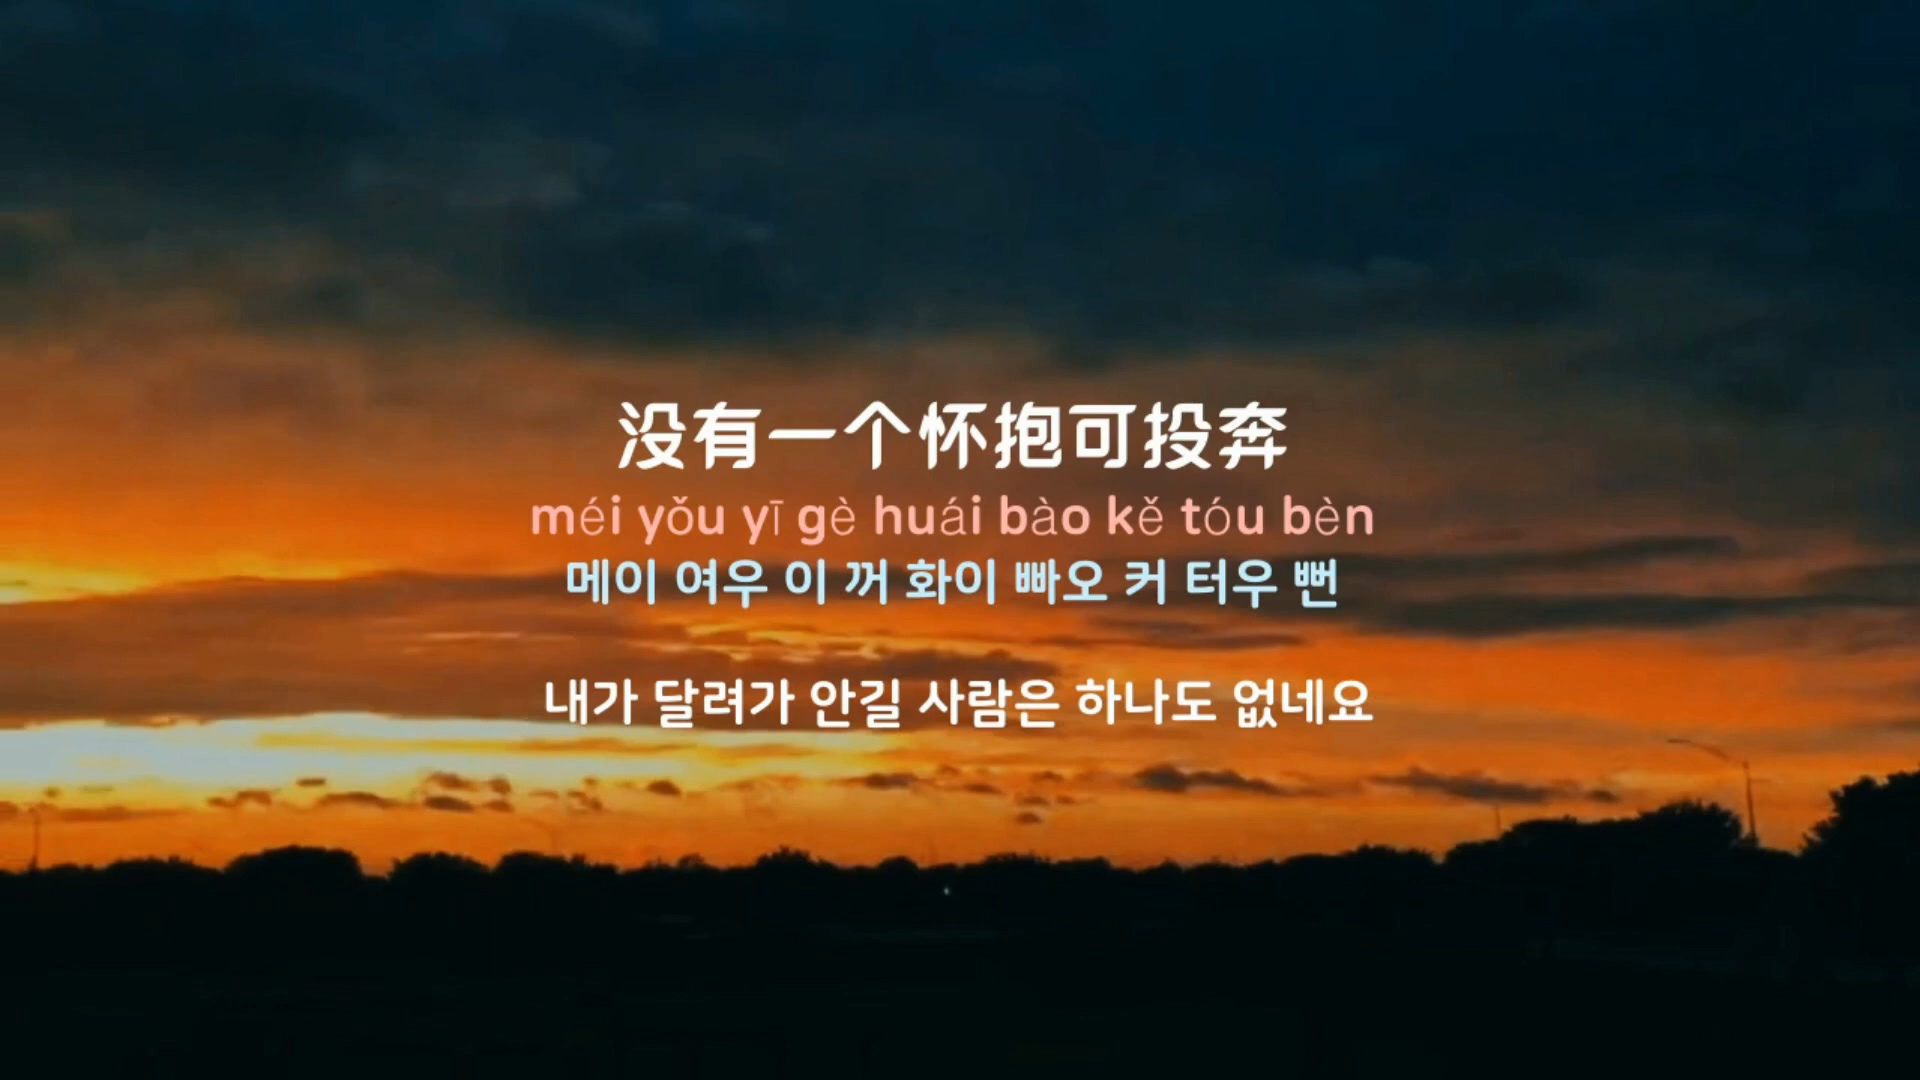 没有一个怀抱可投奔
méi yǒu yī gè huái bào kě tóu bèn
메이 여우 이 꺼 화이 빠오 커 터우 뻔
내가 달려가 안길 사람은 하나도 없네요